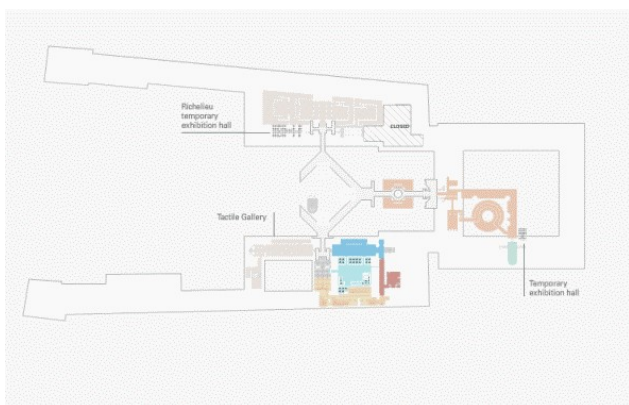 Richelieu
temporary
exhibition hall
CLOSED
Tactile Gallery
Temporary
exhibition hall